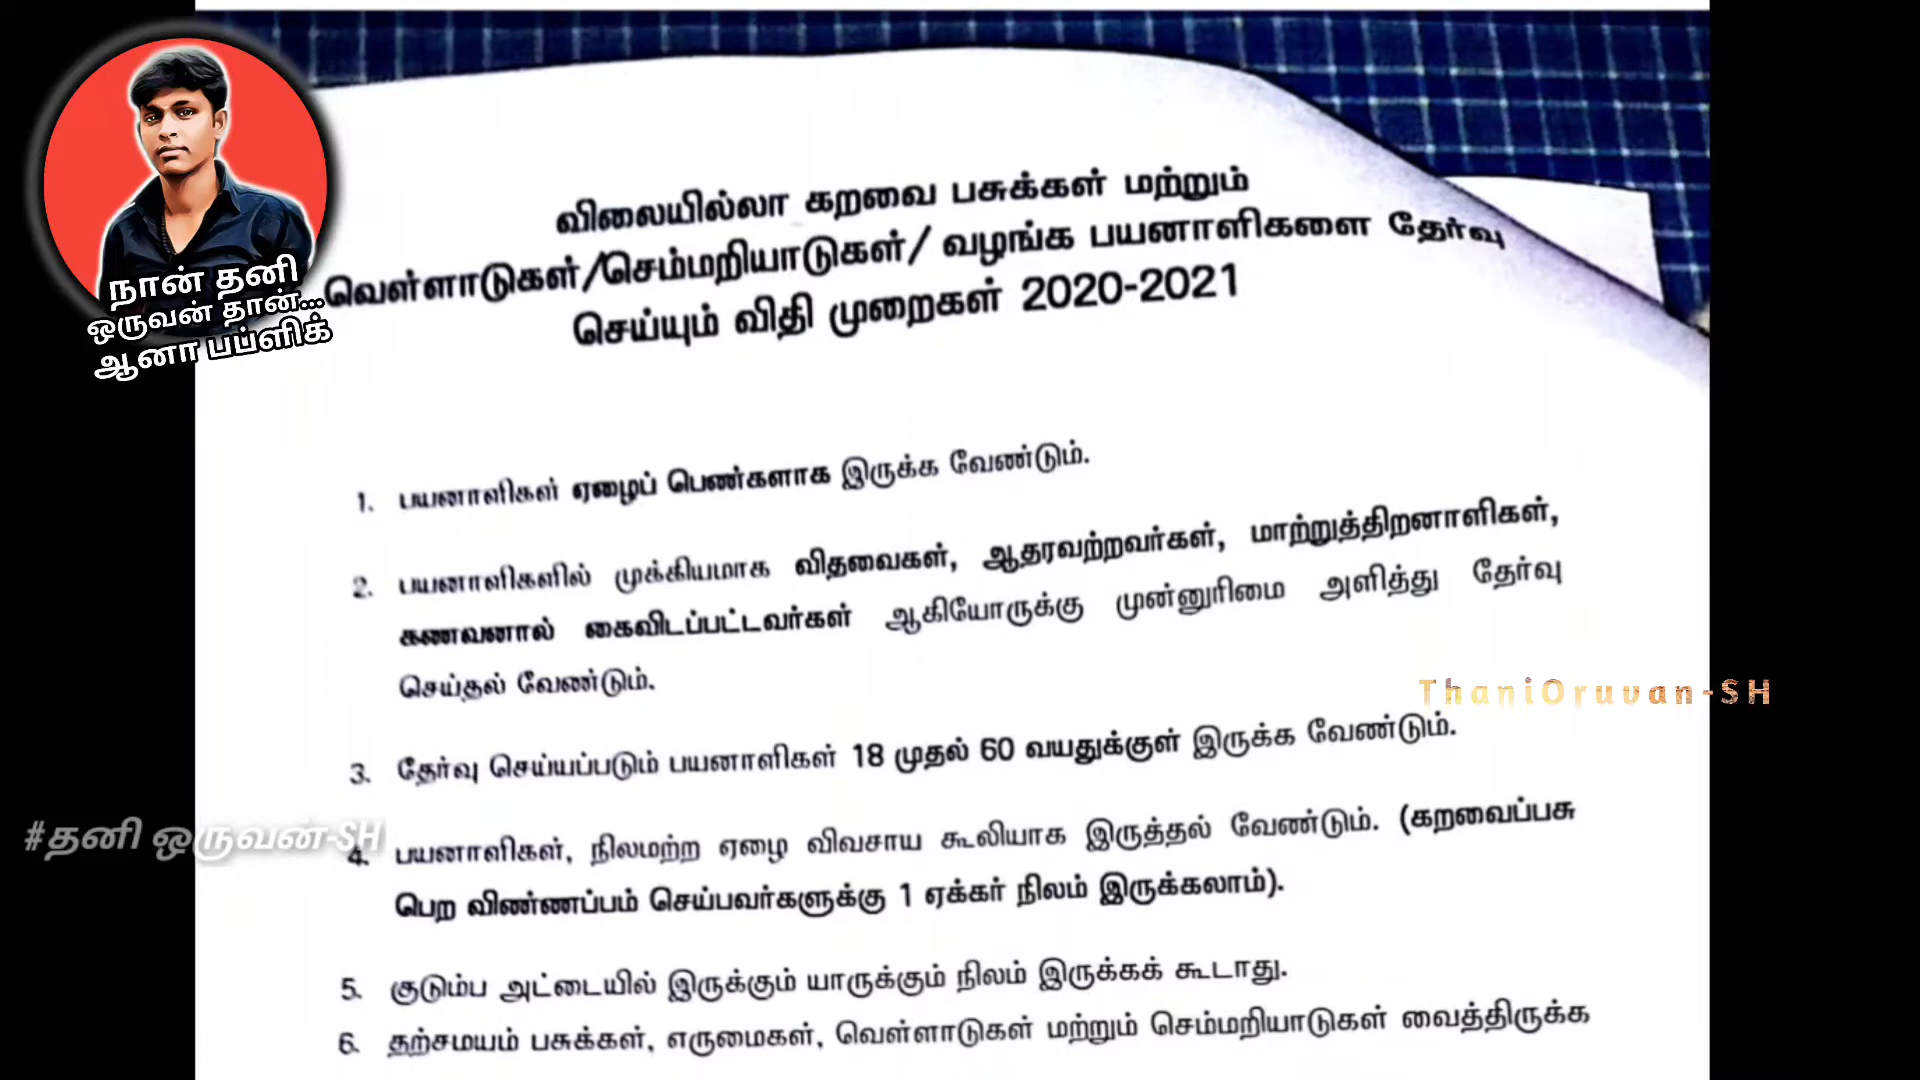 நான் தனி
ஒருவன் தான்...
ஆனா பப்ளிக்
விலையில்லா கறவை பசுக்கள் மற்றும்
வெள்ளாடுகள்/செம்மறியாடுகள்/ வழங்க பயனாளிகளை தேர்வு
செய்யும் விதி முறைகள் 2020-2021
1. பயனாளிகள் ஏழைப் பெண்களாக இருக்க வேண்டும்.
2. பயனாளிகளில் முக்கியமாக விதவைகள், ஆதரவற்றவர்கள், மாற்றுத்திறனாளிகள்,
கணவனால் கைவிடப்பட்டவர்கள் ஆகியோருக்கு முன்னுரிமை அளித்து தேர்வு
செய்தல் வேண்டும்.
ThaniOruvan-SH
3. தேர்வு செய்யப்படும் பயனாளிகள் 18 முதல் 60 வயதுக்குள் இருக்க வேண்டும்.
#தனி ஒருவன்-SH
4. பயனாளிகள், நிலமற்ற ஏழை விவசாய கூலியாக இருத்தல் வேண்டும். (கறவைப்பசு
பெற விண்ணப்பம் செய்பவர்களுக்கு 1 ஏக்கர் நிலம் இருக்கலாம்).
5. குடும்ப அட்டையில் இருக்கும் யாருக்கும் நிலம் இருக்கக் கூடாது.
6. தற்சமயம் பசுக்கள், எருமைகள், வெள்ளாடுகள் மற்றும் செம்மறியாடுகள் வைத்திருக்க